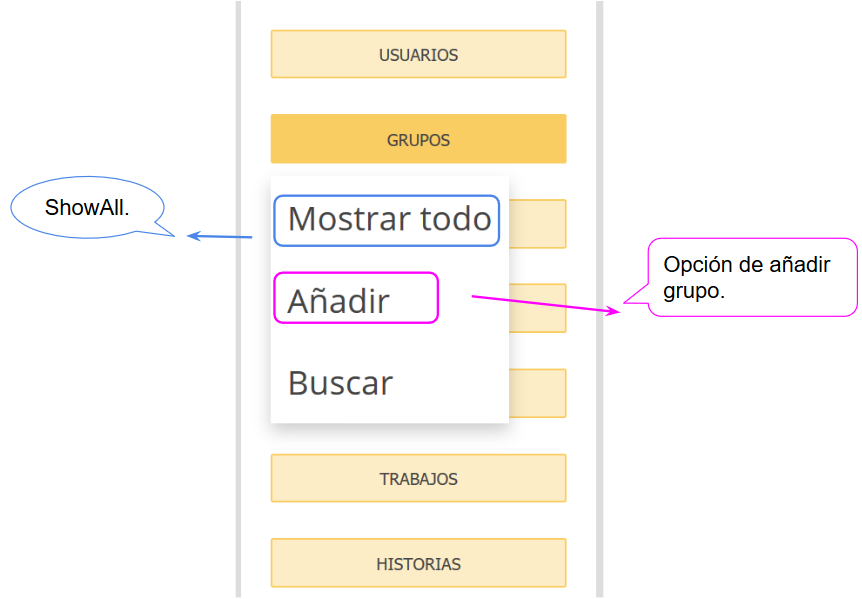 USUARIOS
GRUPOS
ShowAll.
Mostrar todo
Opción de añadir
grupo.
Añadir
Buscar
TRABAJOS
HISTORIAS